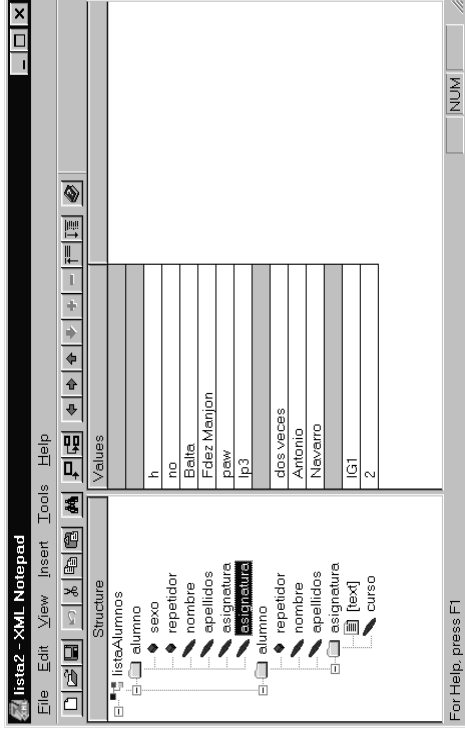 lista2 - XML Notepad
File Edit View Insert Tools Help
Structure Values
listaAlumnos
alumno
sexo h
repetidor no
nombre Balta
apellidos Fdez Manjon
asignatura paw
asignatura lp3
alumno
repetidor dos veces
nombre Antonio
apellidos Navarro
asignatura
[text] IG1
curso 2
For Help, press F1 NUM